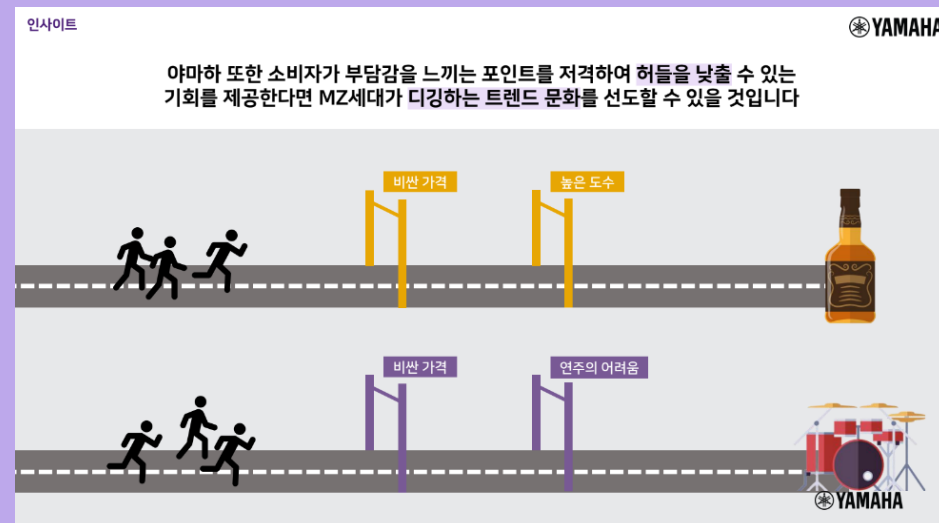 인사이트
YAMAHA
야마하 또한 소비자가 부담감을 느끼는 포인트를 저격하여 허들을 낮출 수 있는
기회를 제공한다면 MZ세대가 디깅하는 트렌드 문화를 선도할 수 있을 것입니다
비싼 가격
높은 도수
비싼 가격
연주의 어려움
YAMAHA